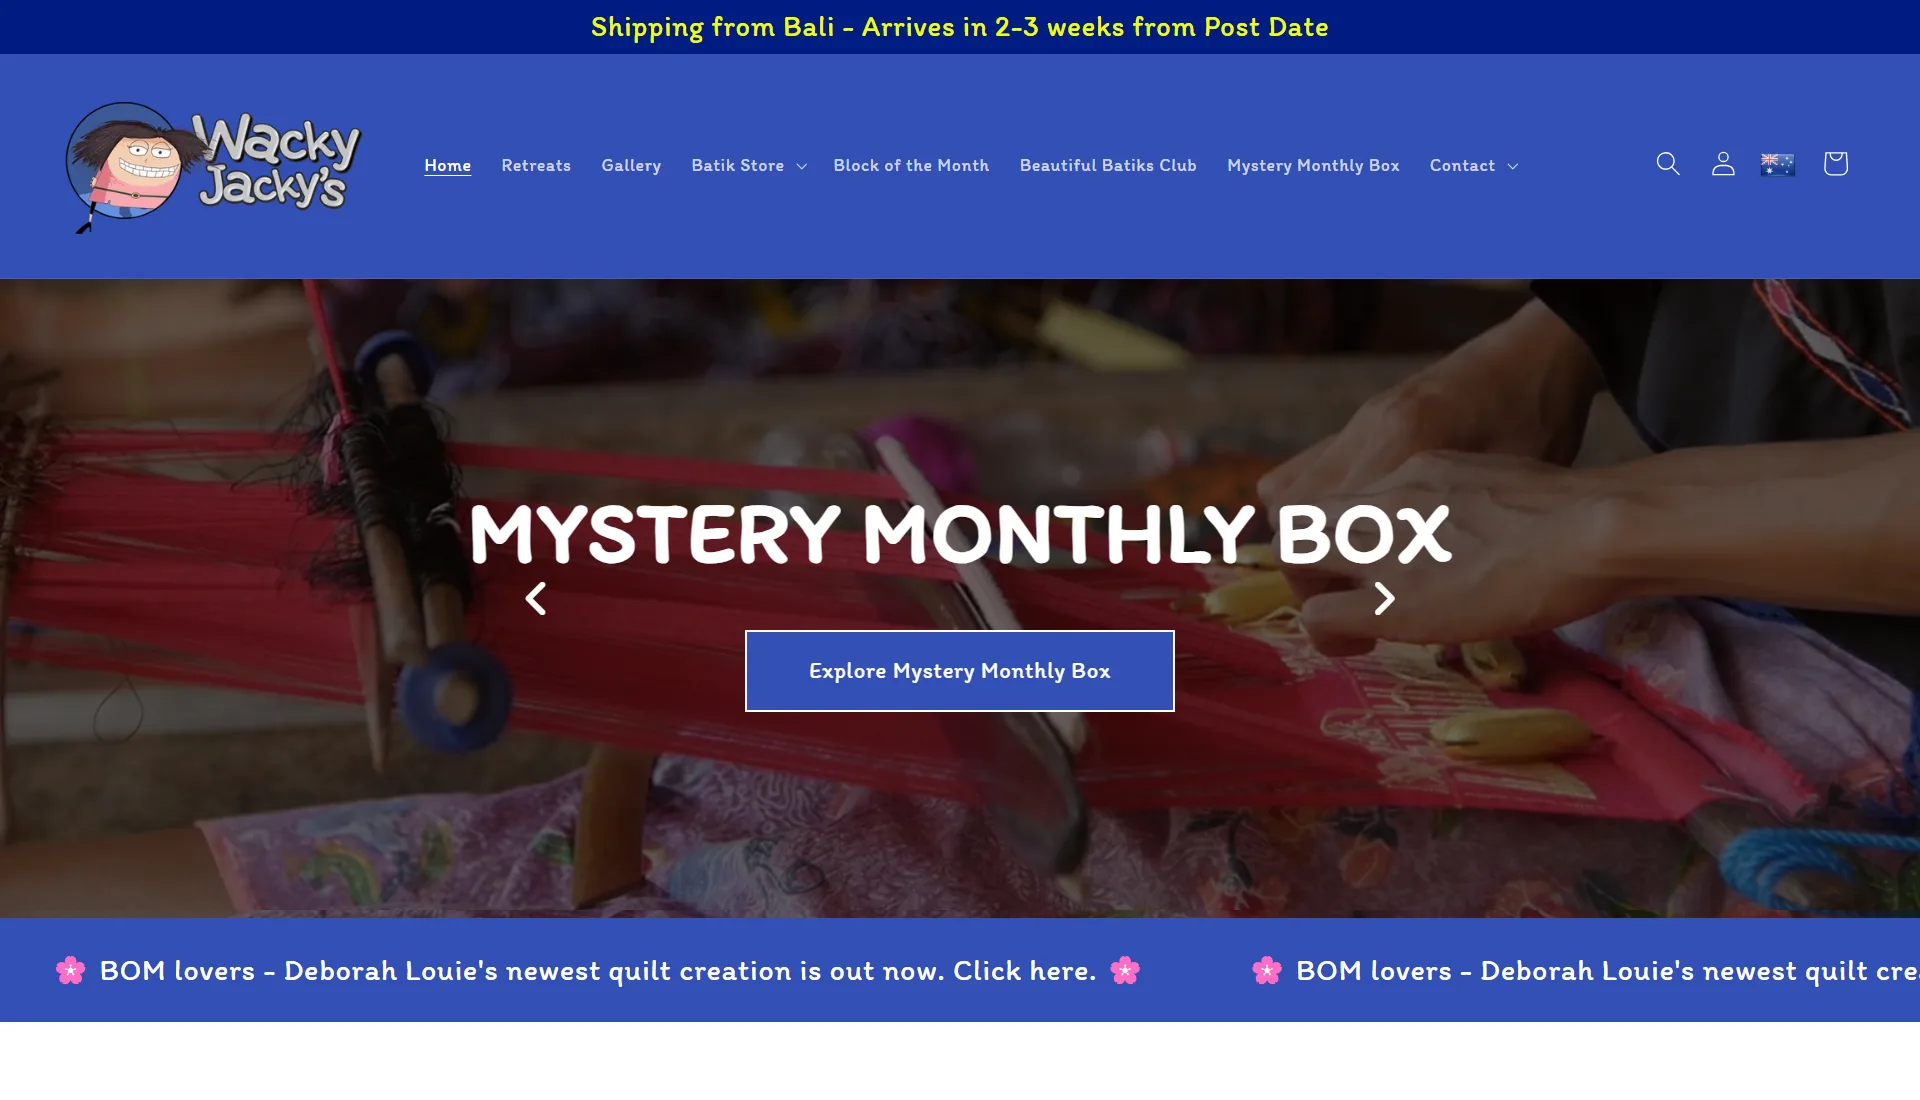 Shipping from Bali - Arrives in 2-3 weeks from Post Date
Wacky
Jacky's
Home
Retreats
Gallery
Batik Store
Block of the Month
Beautiful Batiks Club
Mystery Monthly Box
Contact
MYSTERY MONTHLY BOX
Explore Mystery Monthly Box
🌸 BOM lovers - Deborah Louie's newest quilt creation is out now. Click here. 🌸
🌸 BOM lovers - Deborah Louie's newest quilt cre